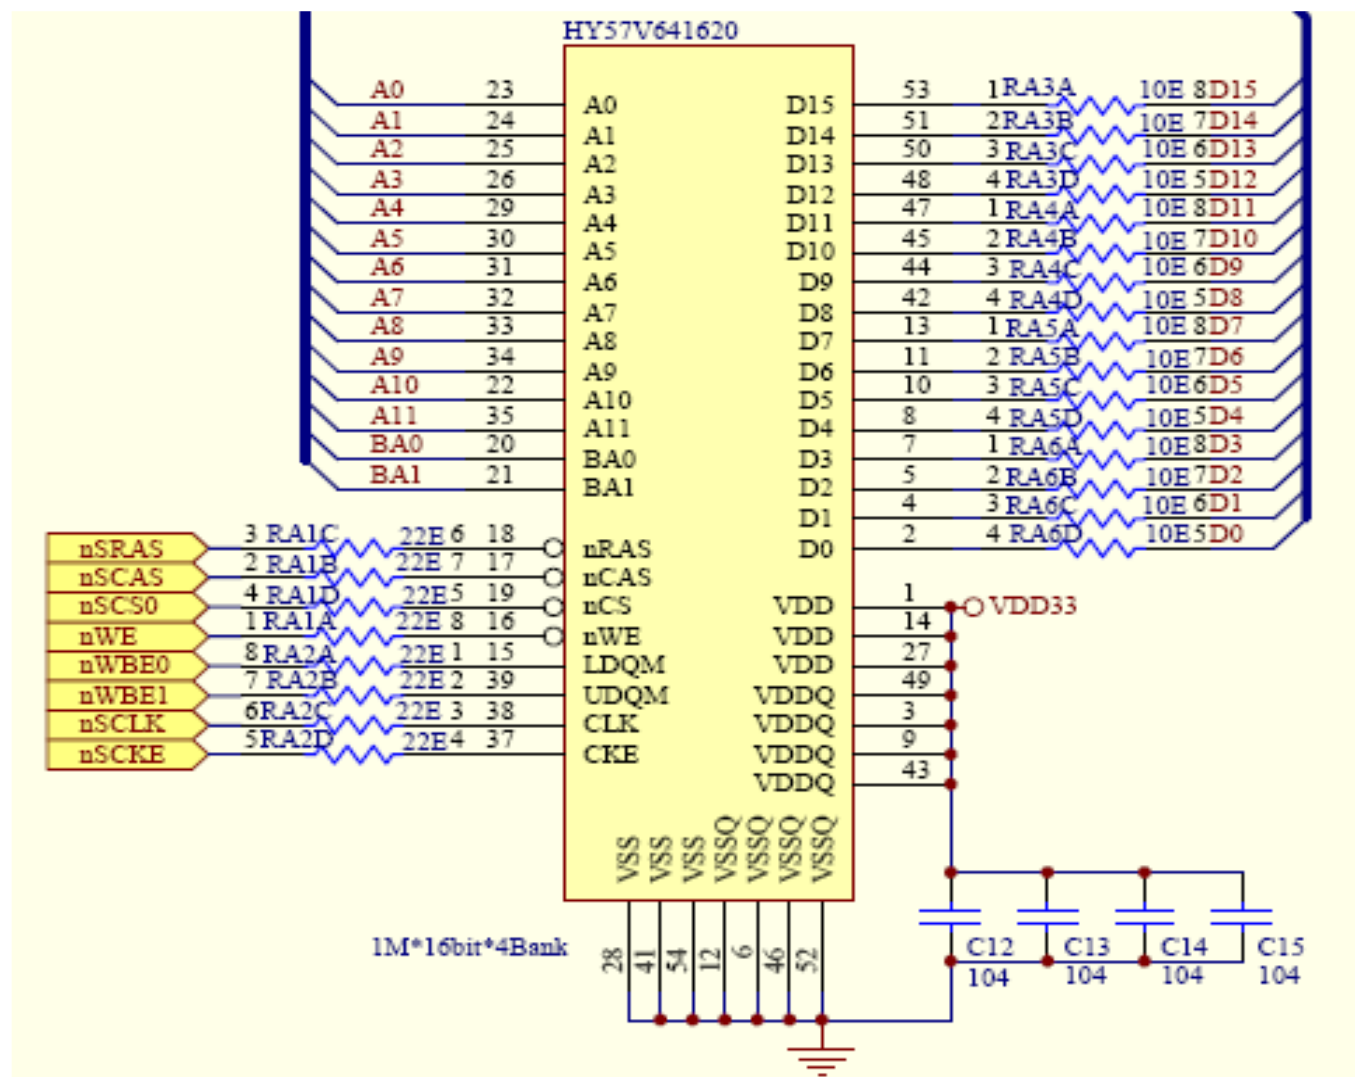 HY57V641620
A0 23 A0 D15 53 1 RA3A 10E 8 D15
A1 24 A1 D14 51 2 RA3B 10E 7 D14
A2 25 A2 D13 50 3 RA3C 10E 6 D13
A3 26 A3 D12 48 4 RA3D 10E 5 D12
A4 29 A4 D11 47 1 RA4A 10E 8 D11
A5 30 A5 D10 45 2 RA4B 10E 7 D10
A6 31 A6 D9 44 3 RA4C 10E 6 D9
A7 32 A7 D8 42 4 RA4D 10E 5 D8
A8 33 A8 D7 13 1 RA5A 10E 8 D7
A9 34 A9 D6 11 2 RA5B 10E 7 D6
A10 22 A10 D5 10 3 RA5C 10E 6 D5
A11 35 A11 D4 8 4 RA5D 10E 5 D4
BA0 20 BA0 D3 7 1 RA6A 10E 8 D3
BA1 21 BA1 D2 5 2 RA6B 10E 7 D2
D1 4 3 RA6C 10E 6 D1
nSRAS 3 RA1C 22E 6 18 nRAS D0 2 4 RA6D 10E 5 D0
nSCAS 2 RA1B 22E 7 17 nCAS
nSCS0 4 RA1D 22E 5 19 nCS VDD 1 VDD33
nWE 1 RA1A 22E 8 16 nWE VDD 14
nWBE0 8 RA2A 22E 1 15 LDQM VDD 27
nWBE1 7 RA2B 22E 2 39 UDQM VDDQ 49
nSCLK 6 RA2C 22E 3 38 CLK VDDQ 3
nSCKE 5 RA2D 22E 4 37 CKE VDDQ 9
VDDQ 43
VSS VSS VSS VSSQ VSSQ VSSQ VSSQ
1M*16bit*4Bank 28 41 54 12 6 46 52
C12 C13 C14 C15
104 104 104 104